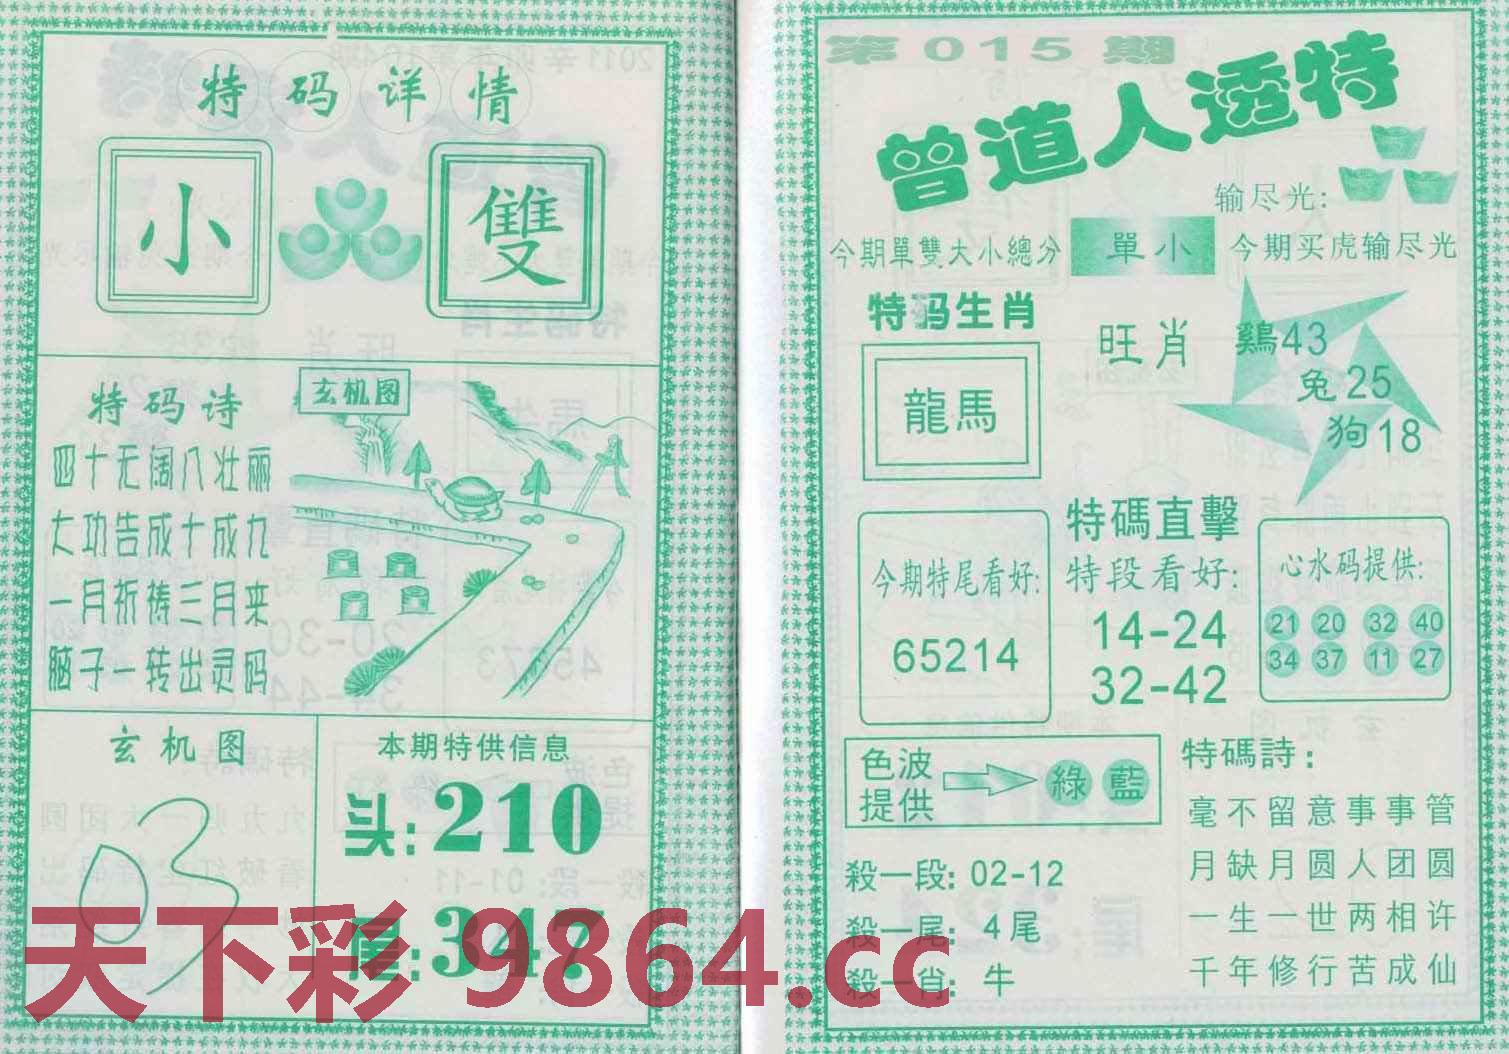 特码详情
小
雙
特码诗
四十无阔八壮丽
大功告成十成九
一月祈祷三月来
脑子一转出灵码
玄机图
玄机图
03
本期特供信息
头:210
尾:347
第015期
曾道人透特
输尽光:
今期單雙大小總分
單小
今期买虎输尽光
特码生肖
龍馬
旺肖
鷄43
兔25
狗18
今期特尾看好:
65214
特碼直擊
特段看好:
14-24
32-42
心水码提供:
21 20 32 40
34 37 11 27
色波提供
綠 藍
殺一段: 02-12
殺一尾: 4尾
殺一肖: 牛
特碼詩:
毫不留意事事管
月缺月圆人团圆
一生一世两相许
千年修行苦成仙
天下彩 9864.cc